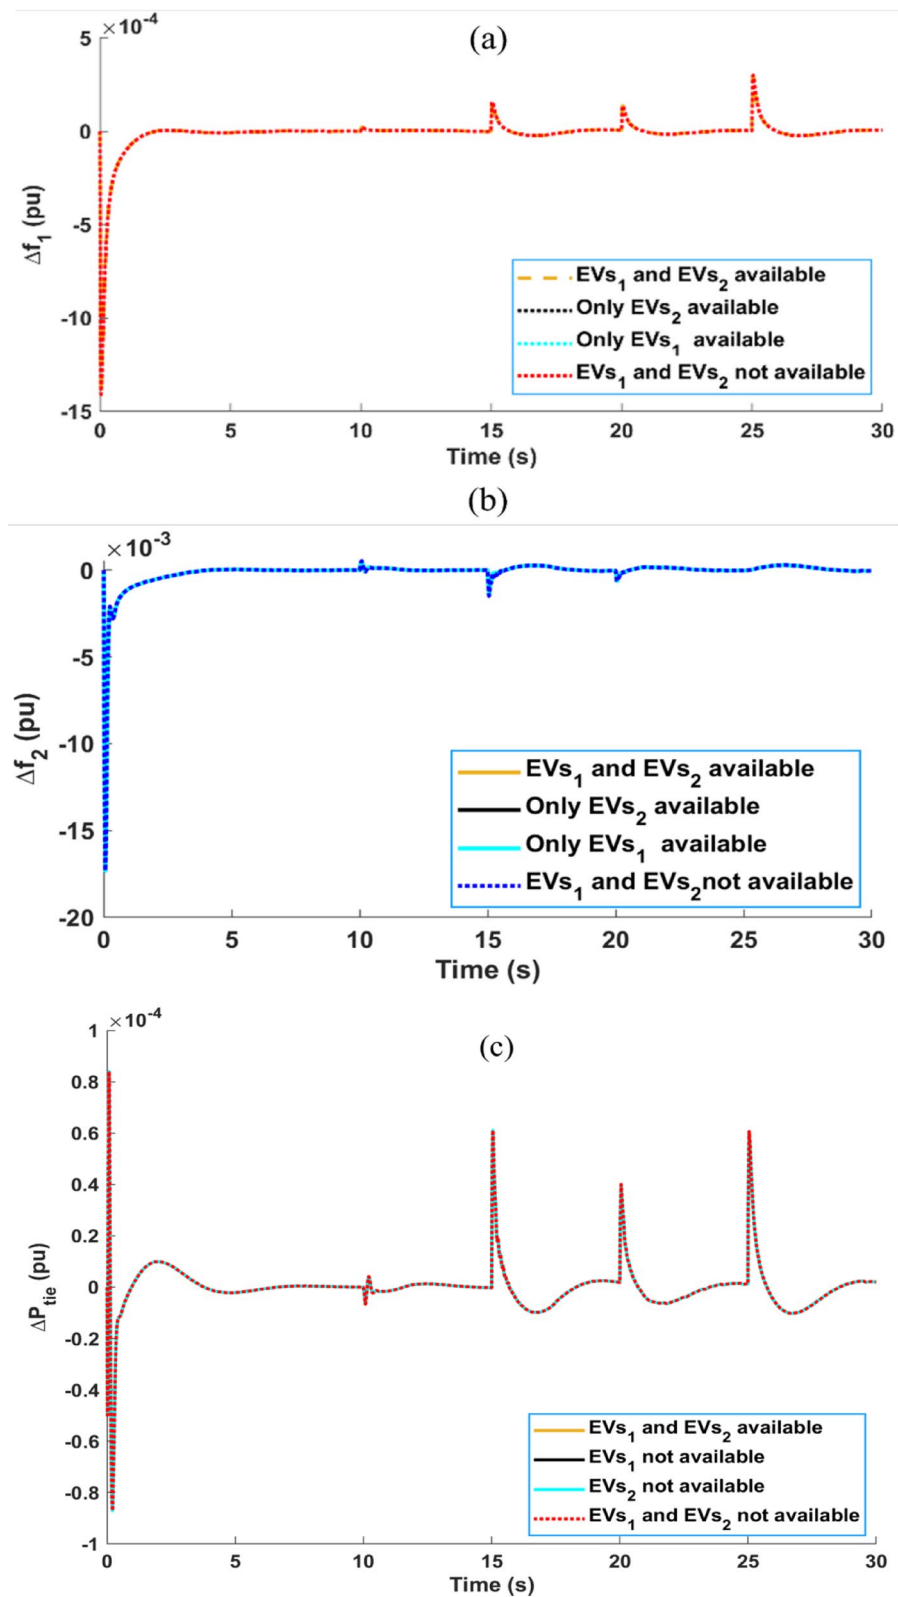 ×10⁻⁴
(a)
5
0
-5
-10
-15
Δf₁ (pu)
EVs₁ and EVs₂ available
Only EVs₂ available
Only EVs₁ available
EVs₁ and EVs₂ not available
0 5 10 15 20 25 30
Time (s)
(b)
×10⁻³
0
-5
-10
-15
-20
Δf₂ (pu)
EVs₁ and EVs₂ available
Only EVs₂ available
Only EVs₁ available
EVs₁ and EVs₂not available
0 5 10 15 20 25 30
Time (s)
×10⁻⁴
(c)
1
0.8
0.6
0.4
0.2
0
-0.2
-0.4
-0.6
-0.8
-1
ΔPtie (pu)
EVs₁ and EVs₂ available
EVs₁ not available
EVs₂ not available
EVs₁ and EVs₂ not available
0 5 10 15 20 25 30
Time (s)